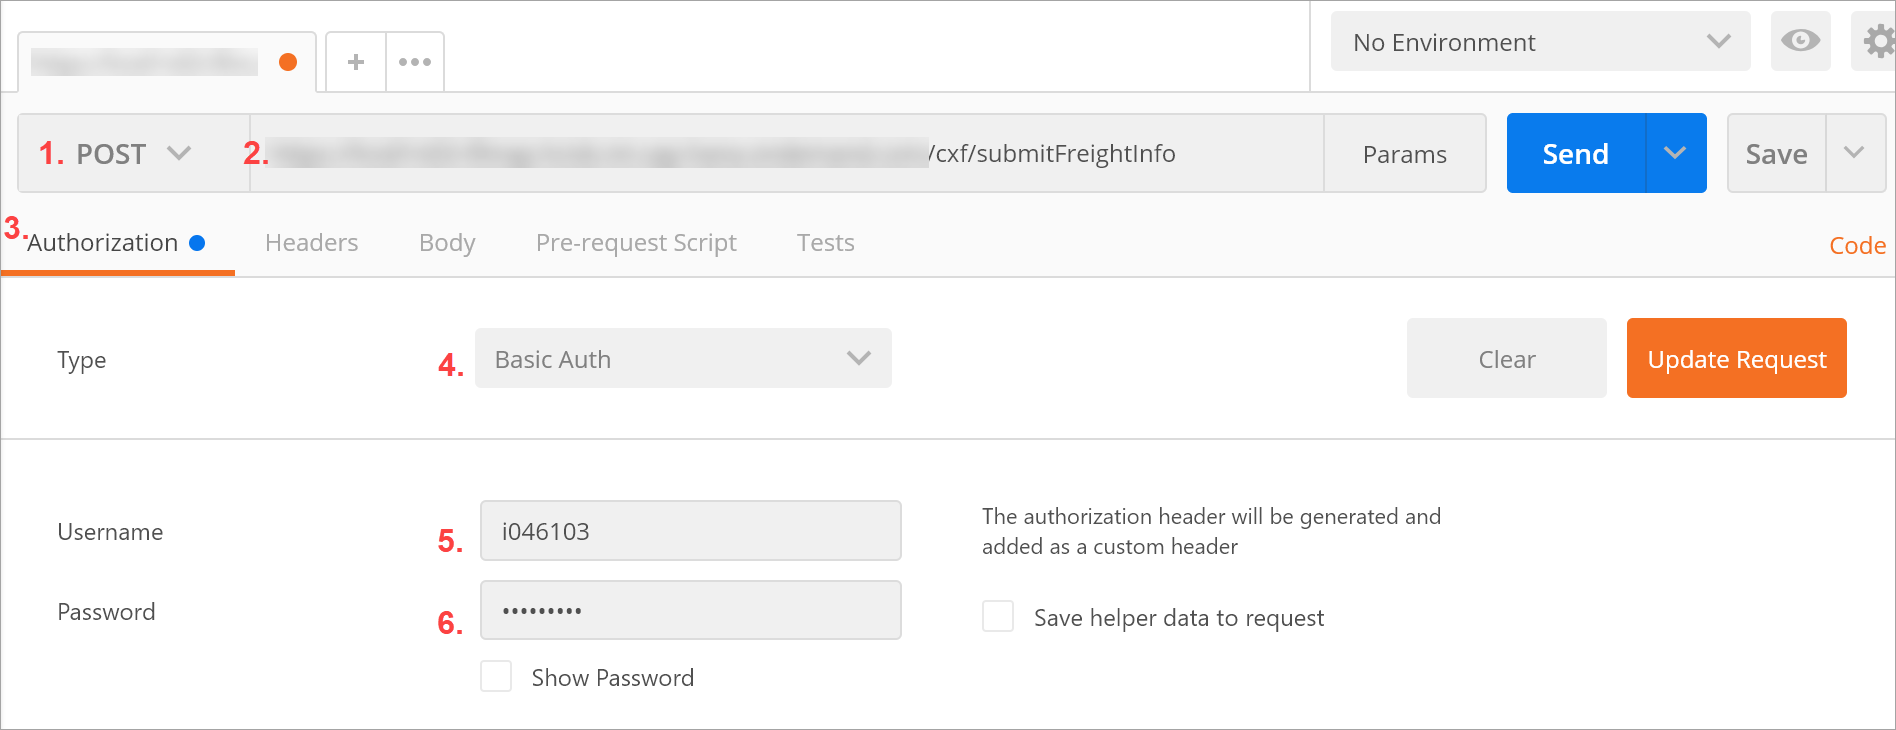 No Environment
1. POST 2. /cxf/submitFreightInfo Params Send Save
3. Authorization Headers Body Pre-request Script Tests Code
Type 4. Basic Auth Clear Update Request
Username 5. i046103
The authorization header will be generated and
added as a custom header
Password 6. •••••••••
Save helper data to request
Show Password